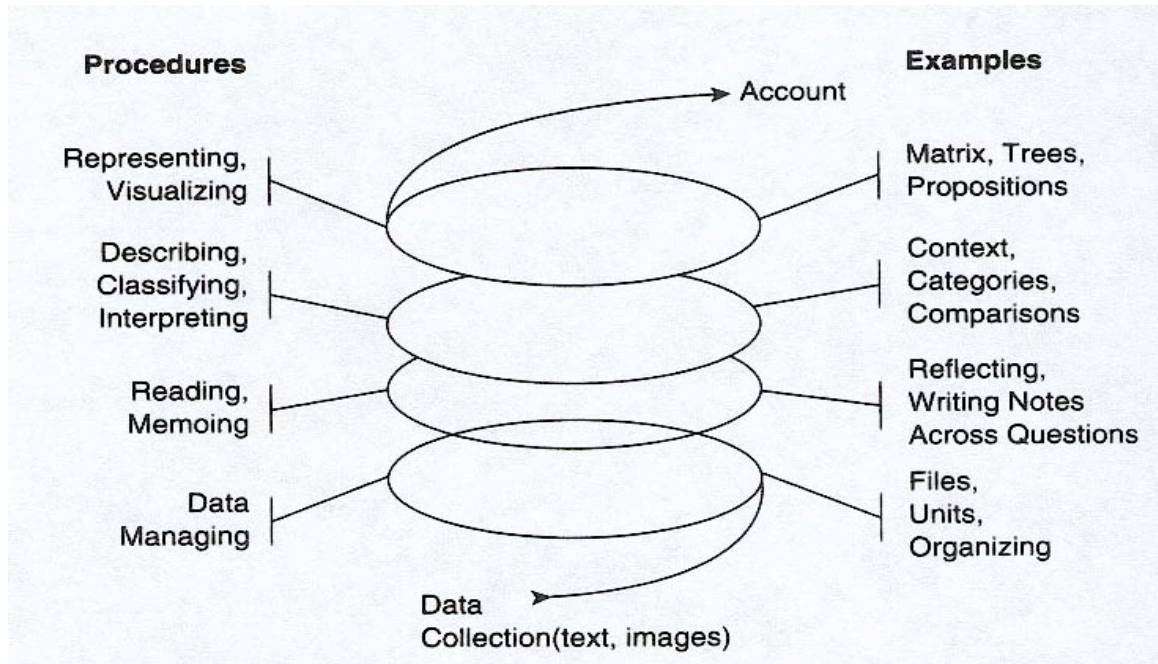 Procedures
Representing,
Visualizing
Describing,
Classifying,
Interpreting
Reading,
Memoing
Data
Managing
Account
Data
Collection(text, images)
Examples
Matrix, Trees,
Propositions
Context,
Categories,
Comparisons
Reflecting,
Writing Notes
Across Questions
Files,
Units,
Organizing